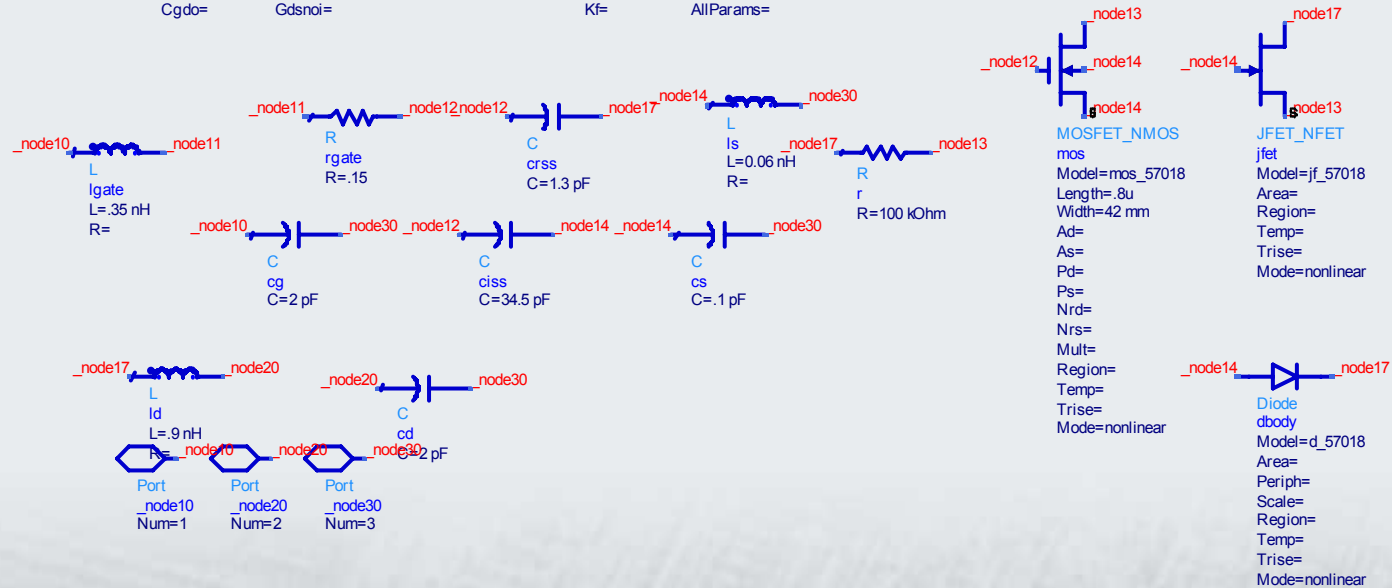 Cgdo=
Gdsnoi=
Kf=
AllParams=
_node10
_node11
L
lgate
L=.35 nH
R=
_node11
_node12
R
rgate
R=.15
_node12
_node17
C
crss
C=1.3 pF
_node14
_node30
L
ls
L=0.06 nH
R=
_node17
_node13
R
r
R=100 kOhm
_node10
_node30
C
cg
C=2 pF
_node12
_node14
C
ciss
C=34.5 pF
_node14
_node30
C
cs
C=.1 pF
_node17
_node20
L
ld
L=.9 nH
R=
_node20
_node30
C
cd
C=2 pF
_node10
Port
_node10
Num=1
_node20
Port
_node20
Num=2
_node30
Port
_node30
Num=3
_node13
_node12
_node14
S
_node14
MOSFET_NMOS
mos
Model=mos_57018
Length=.8u
Width=42 mm
Ad=
As=
Pd=
Ps=
Nrd=
Nrs=
Mult=
Region=
Temp=
Trise=
Mode=nonlinear
_node17
_node14
S
_node13
JFET_NFET
jfet
Model=jf_57018
Area=
Region=
Temp=
Trise=
Mode=nonlinear
_node14
_node17
Diode
dbody
Model=d_57018
Area=
Periph=
Scale=
Region=
Temp=
Trise=
Mode=nonlinear